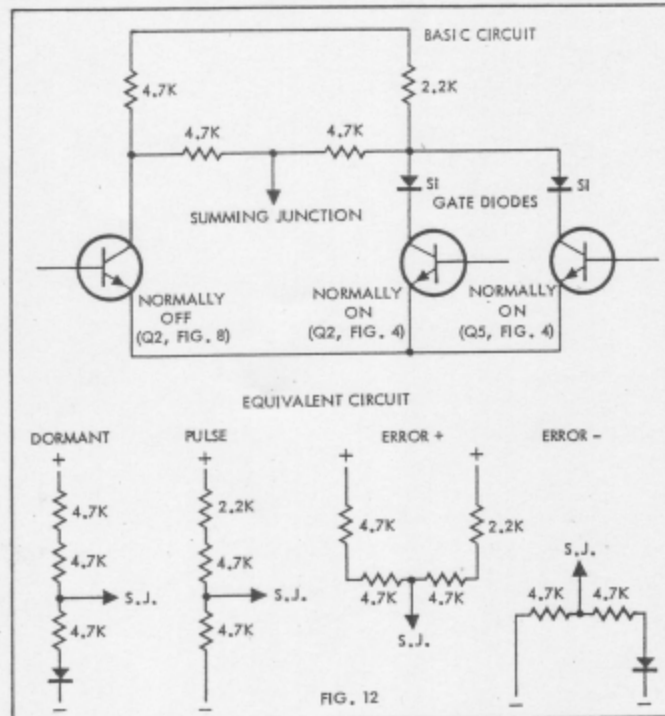 BASIC CIRCUIT
4.7K
2.2K
4.7K
4.7K
SUMMING JUNCTION
Si
GATE DIODES
Si
NORMALLY
OFF
(Q2, FIG. 8)
NORMALLY
ON
(Q2, FIG. 4)
NORMALLY
ON
(Q5, FIG. 4)
EQUIVALENT CIRCUIT
DORMANT
+
4.7K
4.7K
S.J.
4.7K
−
PULSE
+
2.2K
4.7K
S.J.
4.7K
−
ERROR +
+
+
4.7K
2.2K
4.7K
4.7K
S.J.
ERROR −
S.J.
4.7K
4.7K
−
−
FIG. 12